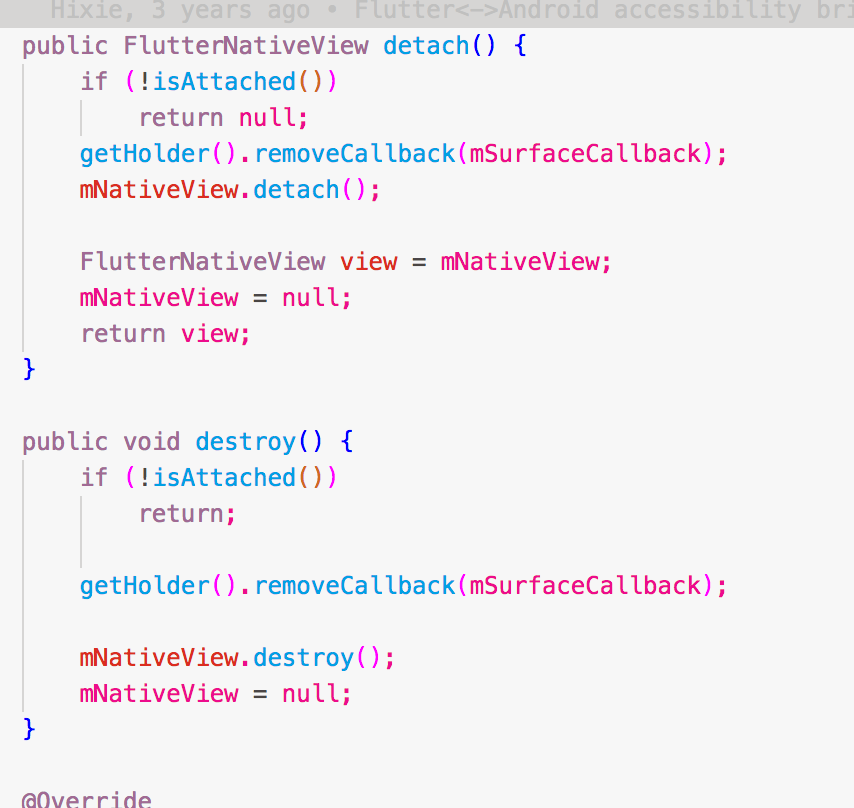 Hixie, 3 years ago • Flutter<->Android accessibility
public FlutterNativeView detach() {
    if (!isAttached())
        return null;
    getHolder().removeCallback(mSurfaceCallback);
    mNativeView.detach();

    FlutterNativeView view = mNativeView;
    mNativeView = null;
    return view;
}

public void destroy() {
    if (!isAttached())
        return;

    getHolder().removeCallback(mSurfaceCallback);

    mNativeView.destroy();
    mNativeView = null;
}

@Override